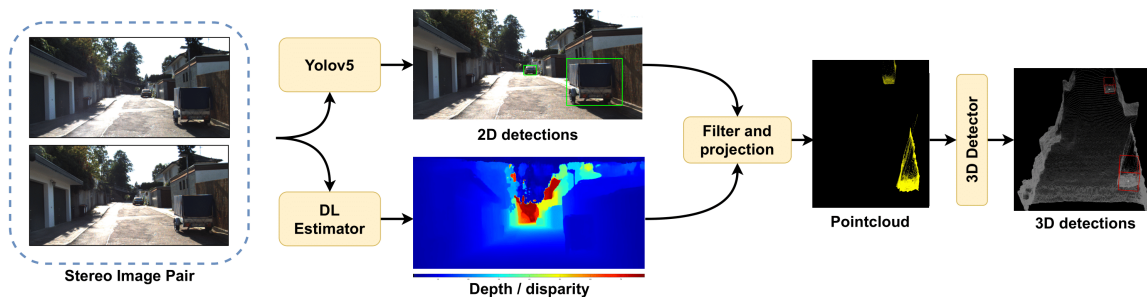 Stereo Image Pair
Yolov5
DL
Estimator
2D detections
Depth / disparity
Filter and
projection
Pointcloud
3D Detector
3D detections